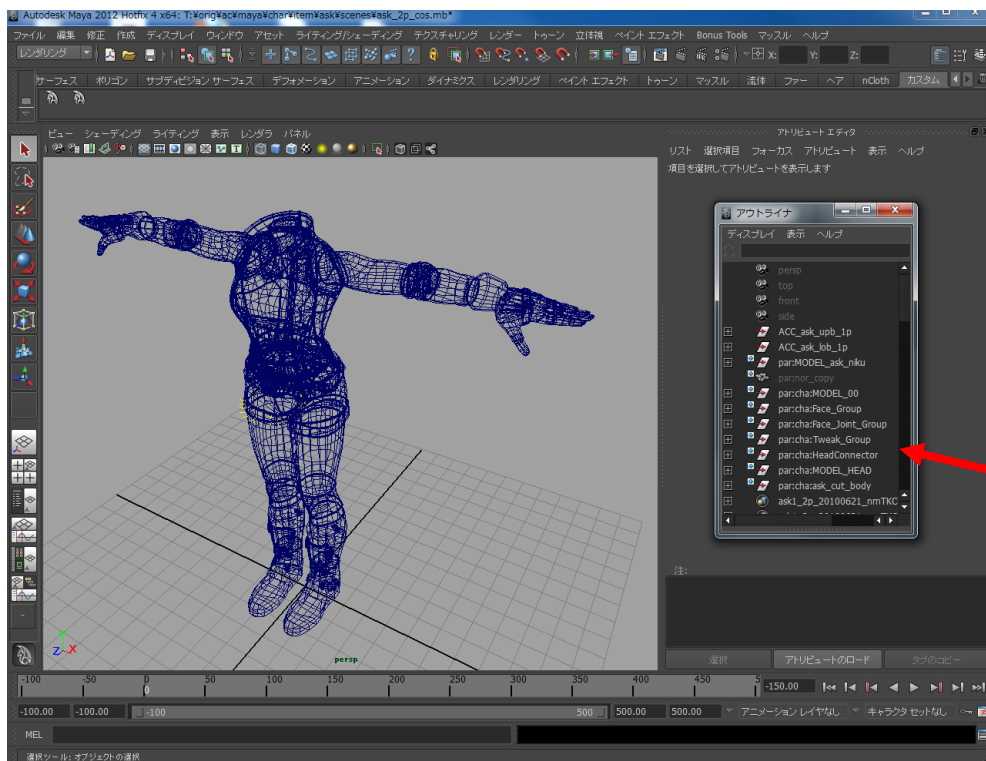 Autodesk Maya 2012 Hotfix 4 x64: T:¥orig¥ac¥maya¥char¥item¥ask¥scenes¥ask_2p_cos.mb*
ファイル 編集 修正 作成 ディスプレイ ウィンドウ アセット ライティング/シェーディング テクスチャリング レンダー トゥーン 立体視 ペイント エフェクト Bonus Tools マッスル ヘルプ
レンダリング X: Y: Z:
サーフェス ポリゴン サブディビジョン サーフェス デフォメーション アニメーション ダイナミクス レンダリング ペイント エフェクト トゥーン マッスル 流体 ファー ヘア nCloth カスタム
ビュー シェーディング ライティング 表示 レンダラ パネル
アトリビュート エディタ
リスト 選択項目 フォーカス アトリビュート 表示 ヘルプ
項目を選択してアトリビュートを表示します
アウトライナ
ディスプレイ 表示 ヘルプ
persp
top
front
side
ACC_ask_upb_1p
ACC_ask_lob_1p
par:MODEL_ask_niku
par:nor_copy
par:cha:MODEL_00
par:cha:Face_Group
par:cha:Face_Joint_Group
par:cha:Tweak_Group
par:cha:HeadConnector
par:cha:MODEL_HEAD
par:cha:ask_cut_body
ask1_2p_20100621_nmTKC
注:
Y
Z X
persp
選択 アトリビュートのロード タブのコピー
-100 -50 0 50 100 150 200 250 300 350 400 450 5 -150.00
0
-100.00 -100.00 -100 500 500.00 500.00 アニメーション レイヤなし キャラクタ セットなし
MEL
選択ツール: オブジェクトの選択